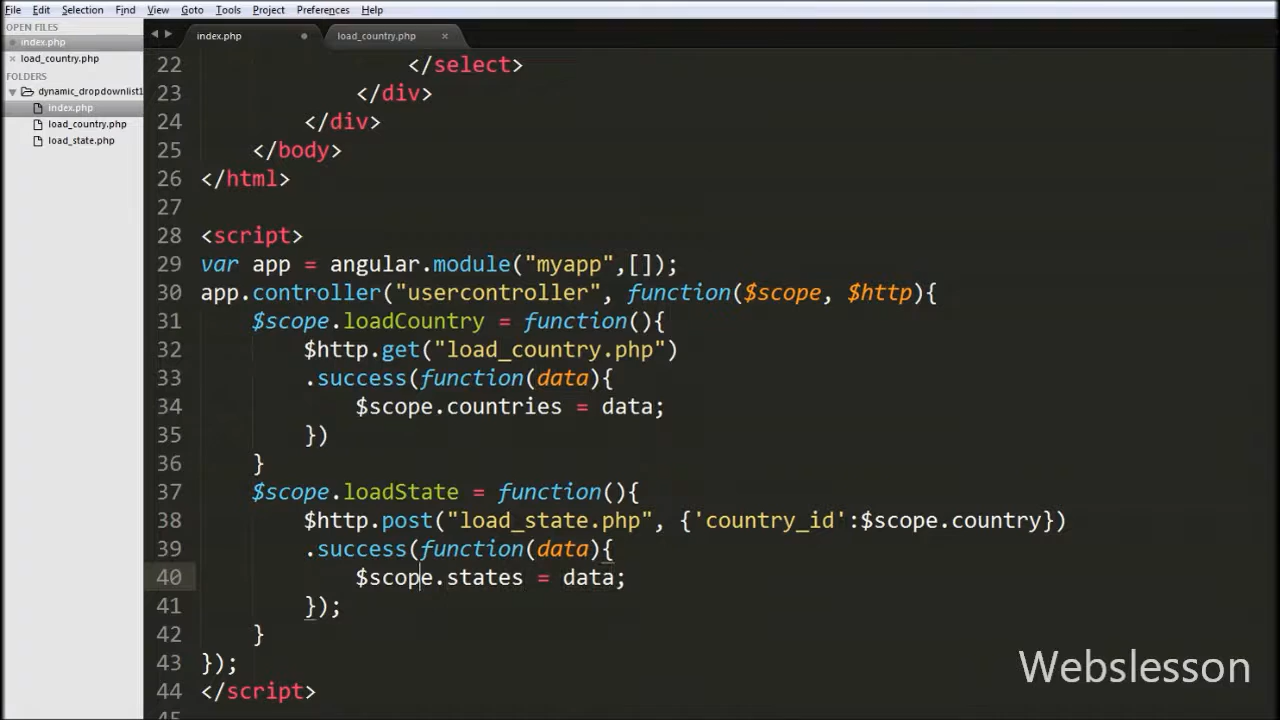 File Edit Selection Find View Goto Tools Project Preferences Help
OPEN FILES
index.php
load_country.php
FOLDERS
dynamic_dropdownlist1
index.php
load_country.php
load_state.php
index.php load_country.php
22 </select>
23 </div>
24 </div>
25 </body>
26 </html>
27
28 <script>
29 var app = angular.module("myapp",[]);
30 app.controller("usercontroller", function($scope, $http){
31 $scope.loadCountry = function(){
32 $http.get("load_country.php")
33 .success(function(data){
34 $scope.countries = data;
35 })
36 }
37 $scope.loadState = function(){
38 $http.post("load_state.php", {'country_id':$scope.country})
39 .success(function(data){
40 $scope.states = data;
41 });
42 }
43 });
44 </script>
45
Webslesson